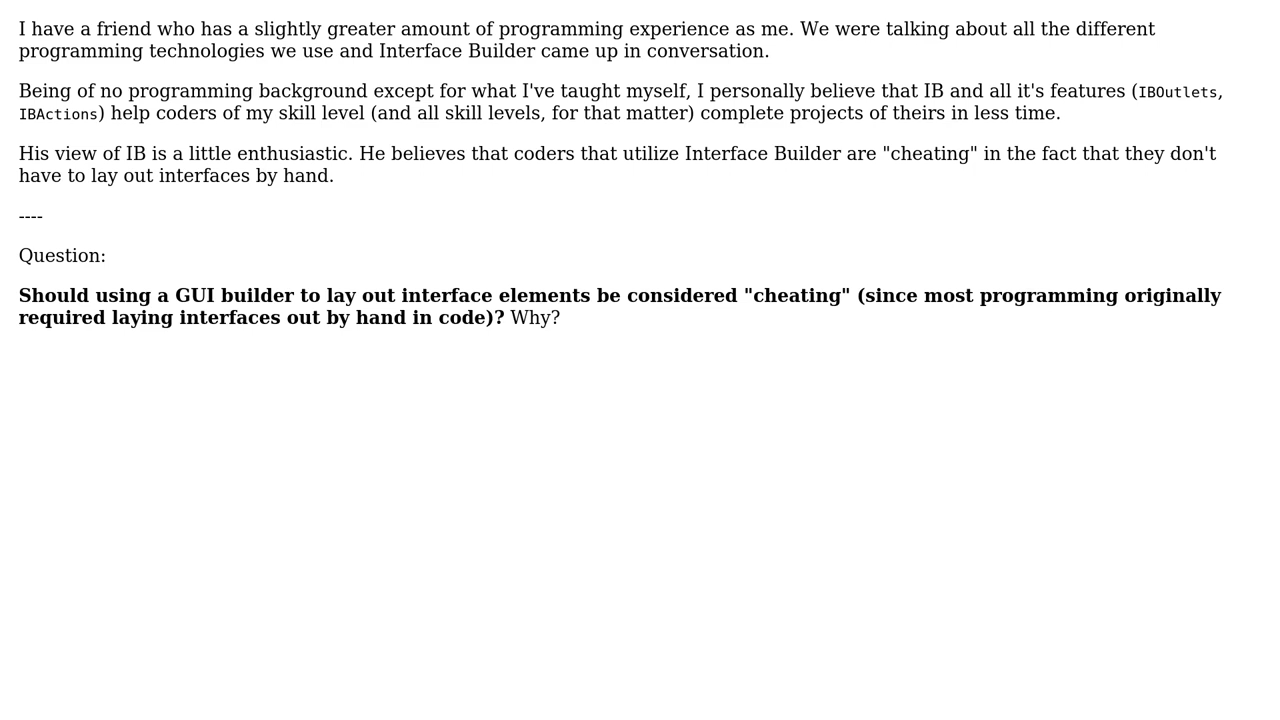 I have a friend who has a slightly greater amount of programming experience as me. We were talking about all the different
programming technologies we use and Interface Builder came up in conversation.
Being of no programming background except for what I've taught myself, I personally believe that IB and all it's features (IBOutlets,
IBActions) help coders of my skill level (and all skill levels, for that matter) complete projects of theirs in less time.
His view of IB is a little enthusiastic. He believes that coders that utilize Interface Builder are "cheating" in the fact that they don't
have to lay out interfaces by hand.
----
Question:
Should using a GUI builder to lay out interface elements be considered "cheating" (since most programming originally
required laying interfaces out by hand in code)? Why?